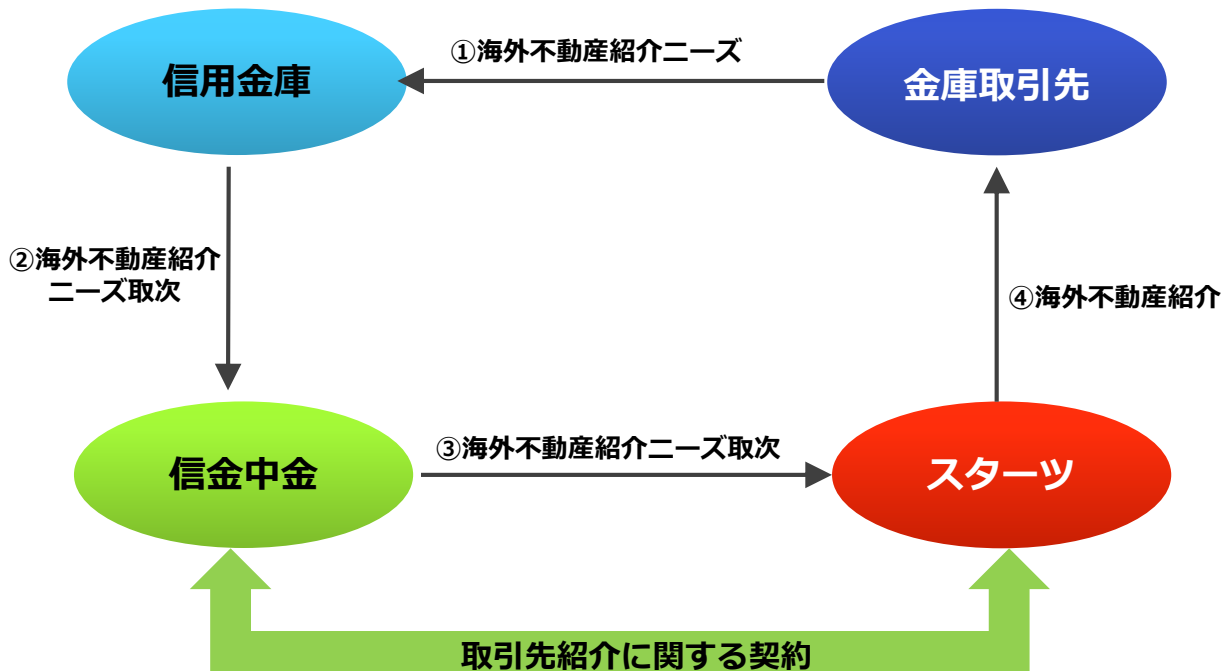 ①海外不動産紹介ニーズ
信用金庫
金庫取引先
②海外不動産紹介
ニーズ取次
④海外不動産紹介
③海外不動産紹介ニーズ取次
信金中金
スターツ
取引先紹介に関する契約